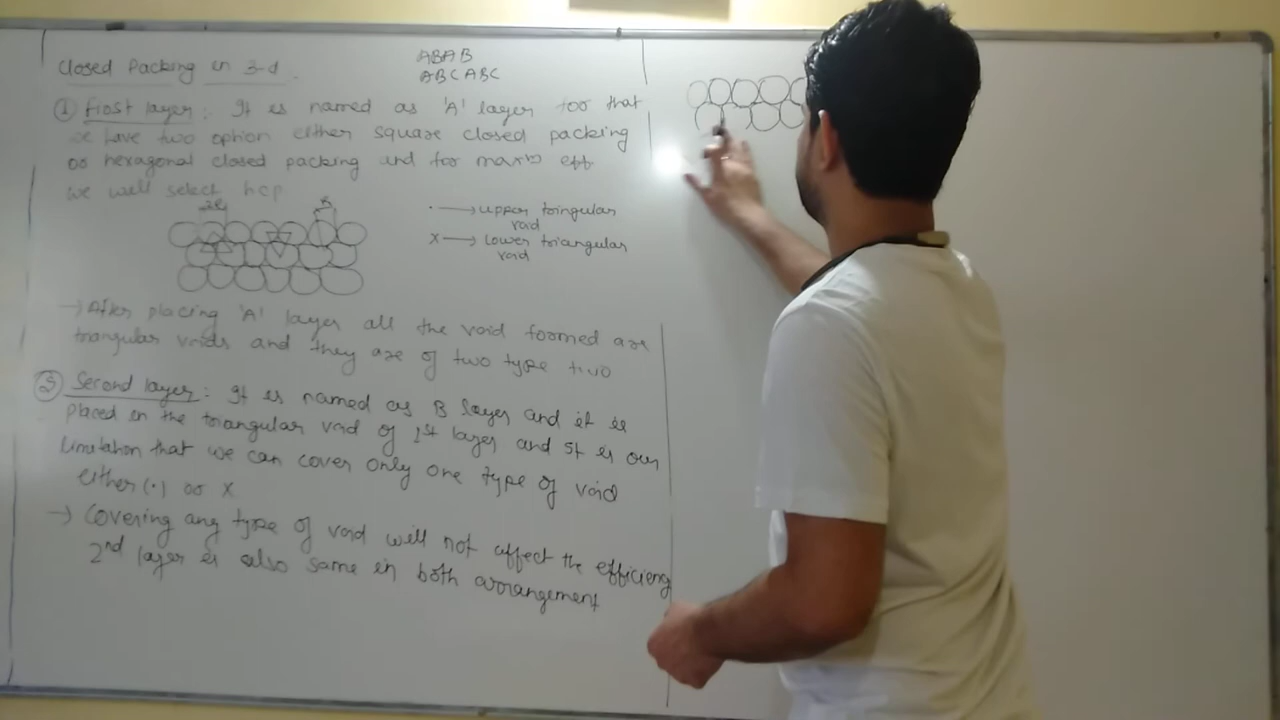 Closed Packing in 3-d.
ABAB
ABCABC
① First layer: It is named as 'A' layer for that
we have two option either square closed packing
or hexagonal closed packing and for max^m eff.
we will select hcp
2R
x
. → upper triangular
void
x → lower triangular
void
→ After placing 'A' layer all the void formed are
triangular voids and they are of two type
② Second layer: It is named as B layer and it is
placed in the triangular void of 1st layer and it is our
limitation that we can cover only one type of void
either (.) or x
→ Covering any type of void will not affect the efficiency
2nd layer is also same in both arrangement